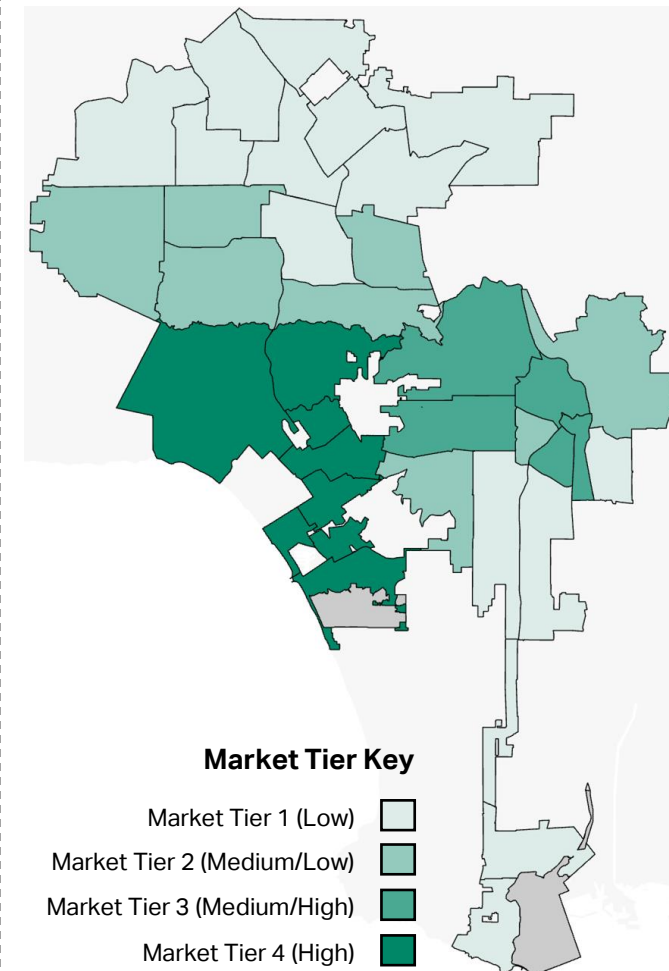 Market Tier Key
Market Tier 1 (Low)
Market Tier 2 (Medium/Low)
Market Tier 3 (Medium/High)
Market Tier 4 (High)